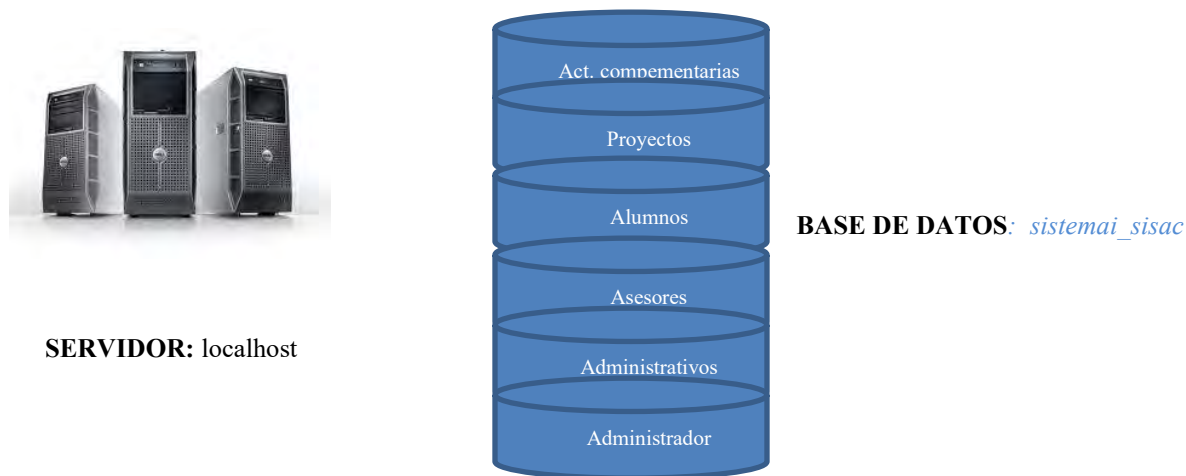 Act. compementarias
Proyectos
Alumnos
BASE DE DATOS: sistemai_sisac
Asesores
SERVIDOR: localhost
Administrativos
Administrador